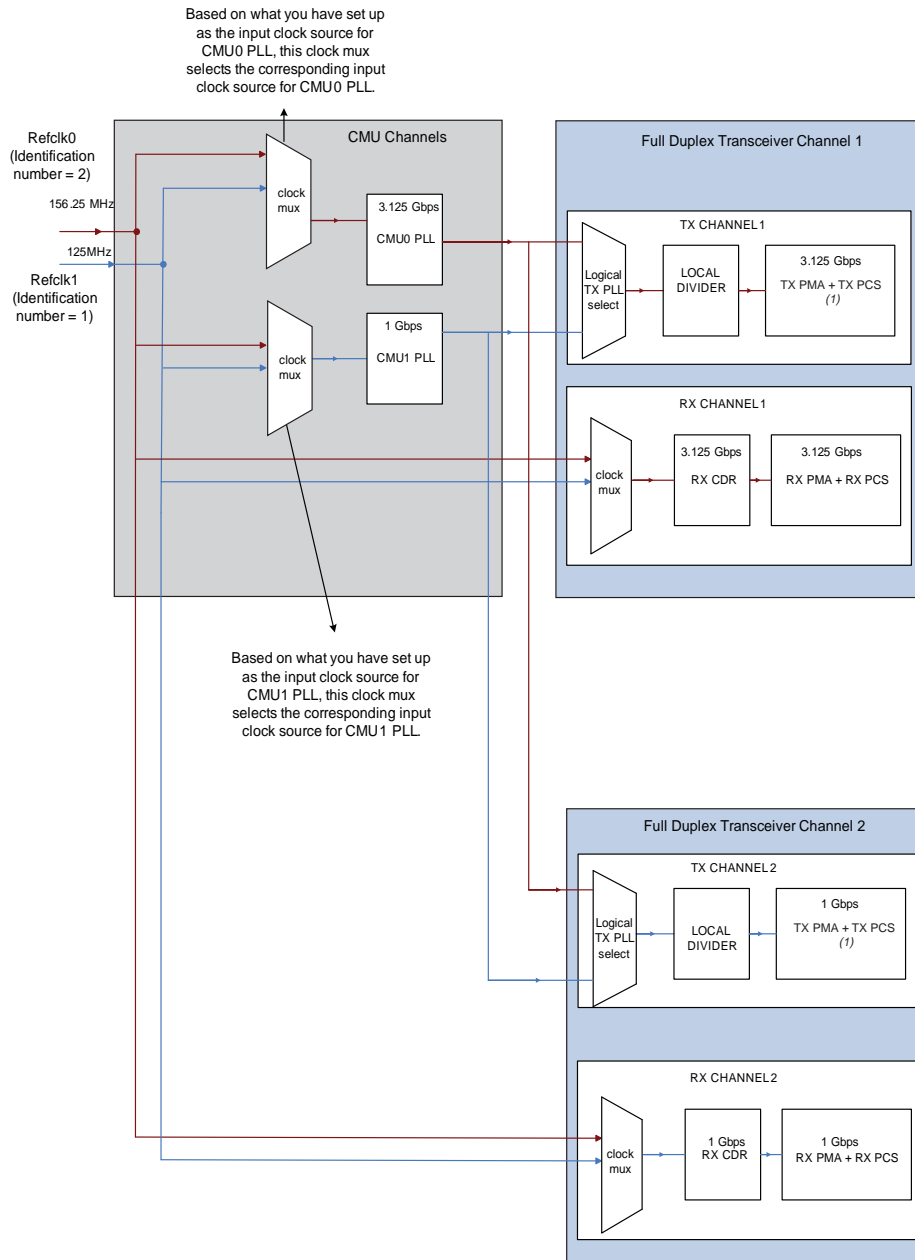 Based on what you have set up
as the input clock source for
CMU0 PLL, this clock mux
selects the corresponding input
clock source for CMU0 PLL.
Refclk0
(Identification
number = 2)
156.25 MHz
125MHz
Refclk1
(Identification
number = 1)
CMU Channels
clock
mux
3.125 Gbps
CMU0 PLL
clock
mux
1 Gbps
CMU1 PLL
Based on what you have set up
as the input clock source for
CMU1 PLL, this clock mux
selects the corresponding input
clock source for CMU1 PLL.
Full Duplex Transceiver Channel 1
TX CHANNEL1
Logical
TX PLL
select
LOCAL
DIVIDER
3.125 Gbps
TX PMA + TX PCS
(1)
RX CHANNEL1
clock
mux
3.125 Gbps
RX CDR
3.125 Gbps
RX PMA + RX PCS
Full Duplex Transceiver Channel 2
TX CHANNEL2
Logical
TX PLL
select
LOCAL
DIVIDER
1 Gbps
TX PMA + TX PCS
(1)
RX CHANNEL2
clock
mux
1 Gbps
RX CDR
1 Gbps
RX PMA + RX PCS